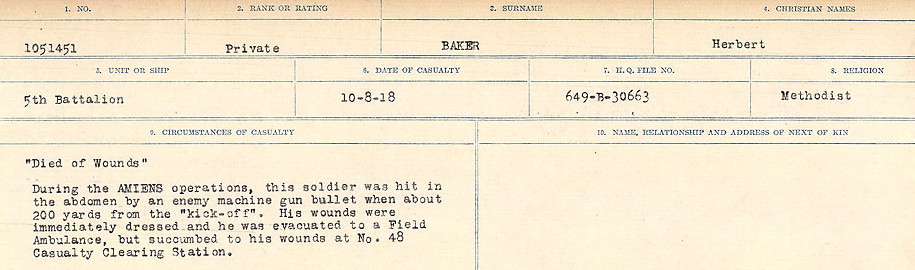 1. NO. 2. RANK OR RATING 3. SURNAME 4. CHRISTIAN NAMES
1051451 Private BAKER Herbert
5. UNIT OR SHIP 6. DATE OF CASUALTY 7. H.Q. FILE NO. 8. RELIGION
5th Battalion 10-8-18 649-B-30663 Methodist
9. CIRCUMSTANCES OF CASUALTY 10. NAME, RELATIONSHIP AND ADDRESS OF NEXT OF KIN
"Died of Wounds"
During the AMIENS operations, this soldier was hit in
the abdomen by an enemy machine gun bullet when about
200 yards from the "kick-off". His wounds were
immediately dressed and he was evacuated to a Field
Ambulance, but succumbed to his wounds at No. 48
Casualty Clearing Station.